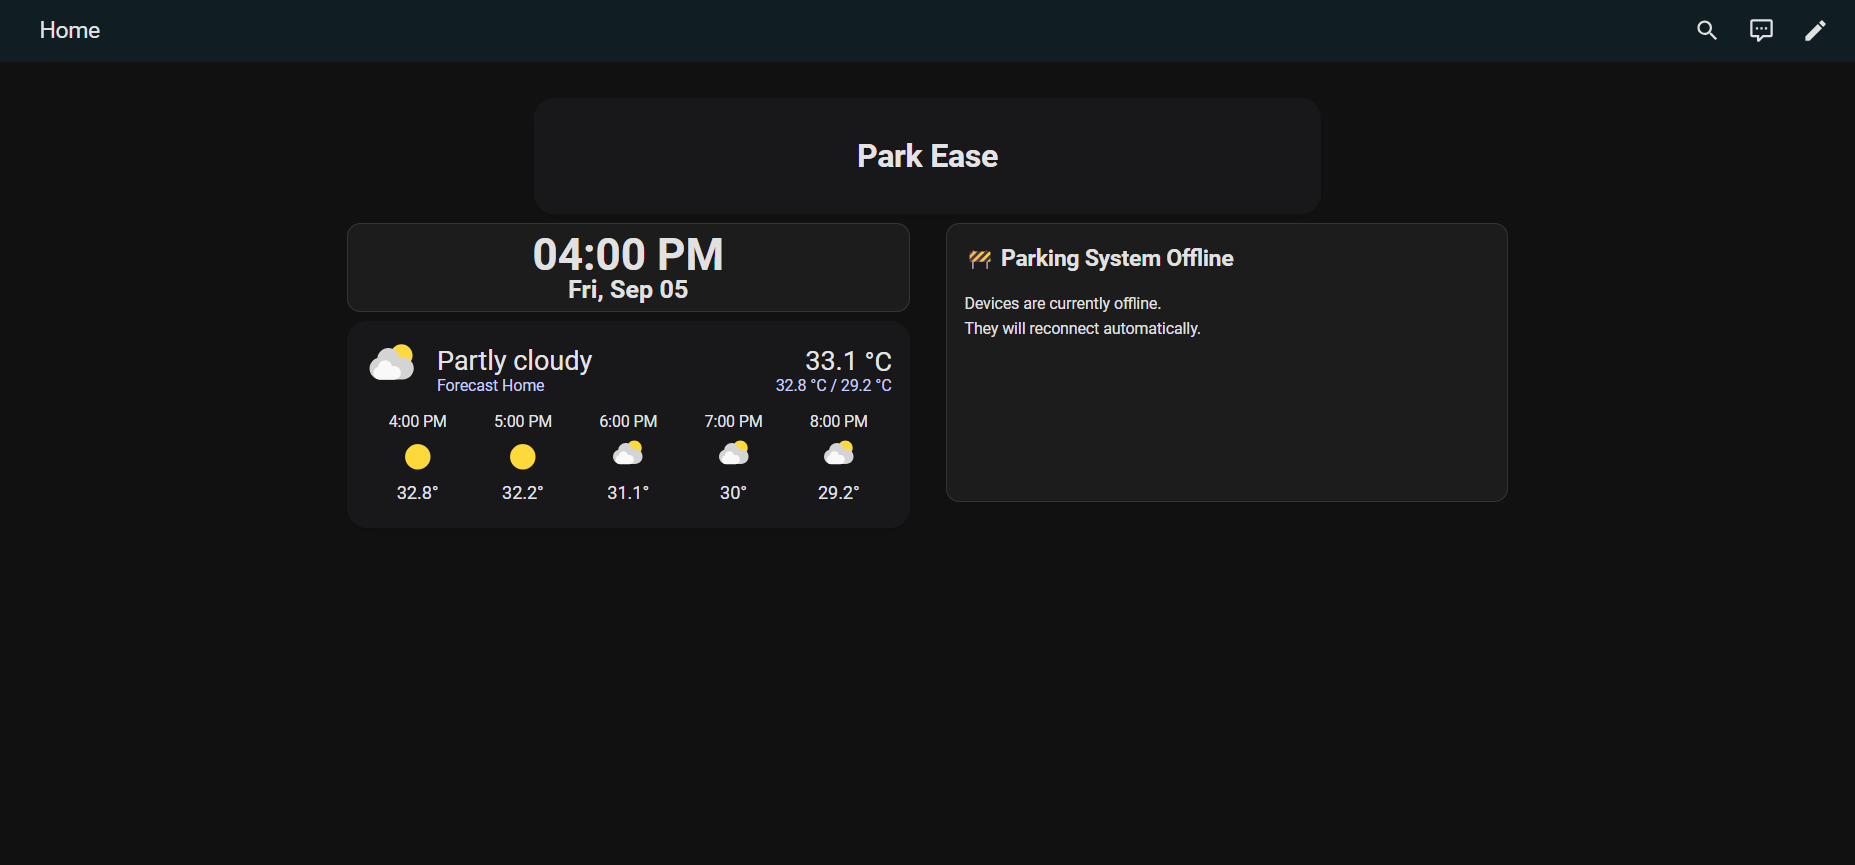 Home
Park Ease
04:00 PM
Fri, Sep 05
Partly cloudy
Forecast Home
33.1 °C
32.8 °C / 29.2 °C
4:00 PM 5:00 PM 6:00 PM 7:00 PM 8:00 PM
32.8° 32.2° 31.1° 30° 29.2°
Parking System Offline
Devices are currently offline.
They will reconnect automatically.